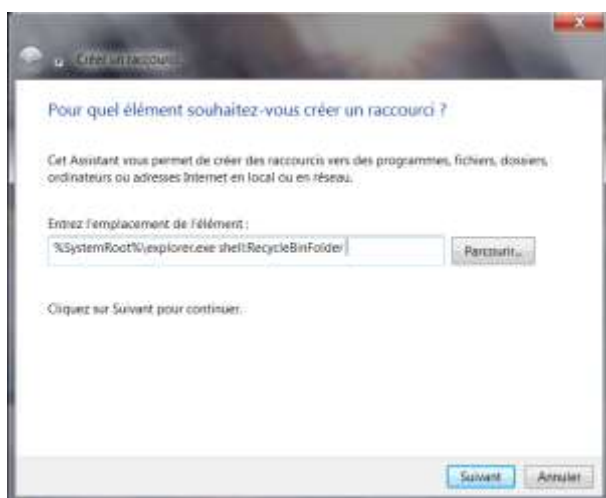 Créer un raccourci
Pour quel élément souhaitez-vous créer un raccourci ?
Cet Assistant vous permet de créer des raccourcis vers des programmes, fichiers, dossiers,
ordinateurs ou adresses Internet en local ou en réseau.
Entrez l'emplacement de l'élément :
%SystemRoot%\explorer.exe shell:RecycleBinFolder
Parcourir...
Cliquez sur Suivant pour continuer.
Suivant
Annuler